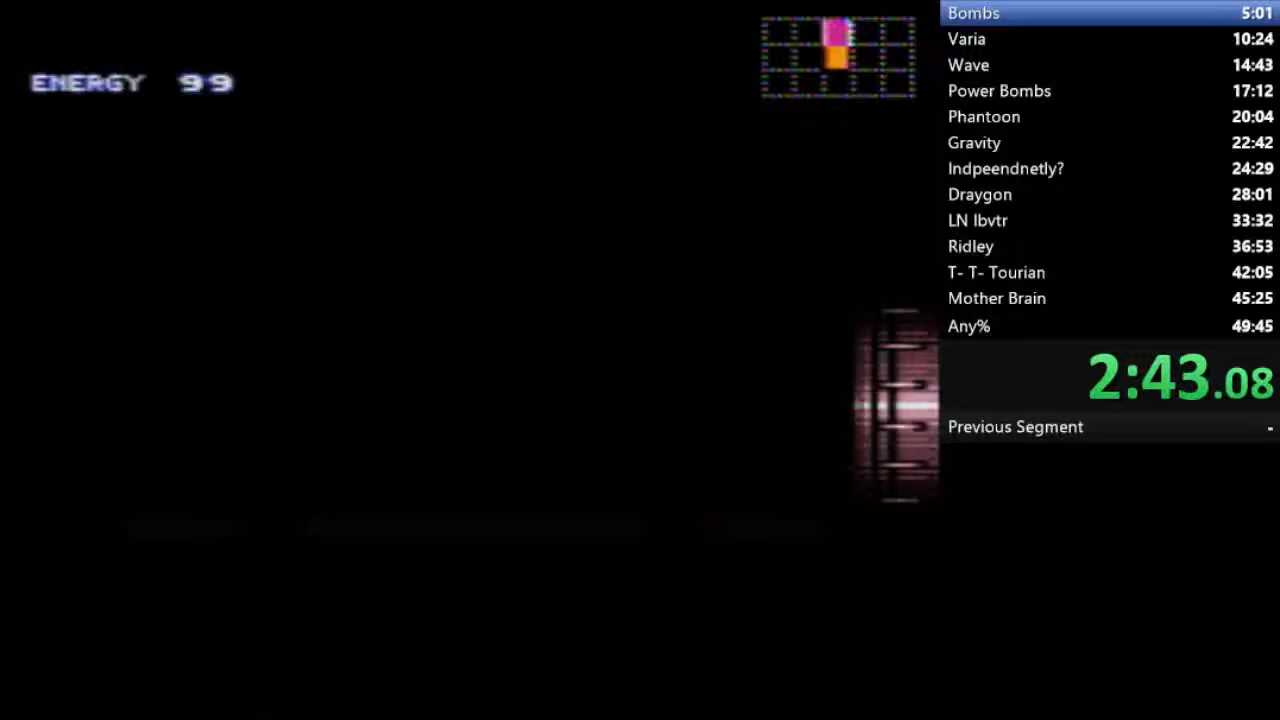 ENERGY 99
Bombs 5:01
Varia 10:24
Wave 14:43
Power Bombs 17:12
Phantoon 20:04
Gravity 22:42
Indpeendnetly? 24:29
Draygon 28:01
LN lbvtr 33:32
Ridley 36:53
T- T- Tourian 42:05
Mother Brain 45:25
Any% 49:45
2:43.08
Previous Segment -